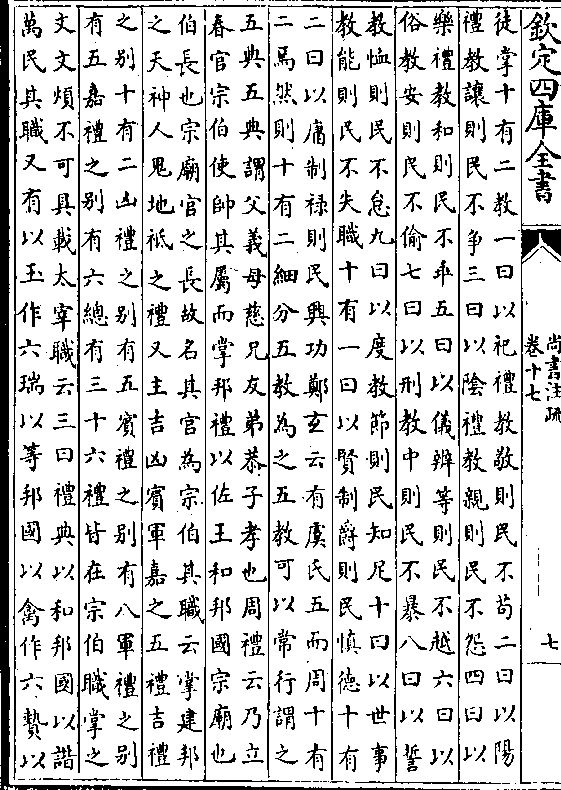 欽定四庫全書
尚書注疏
卷十七
七
徒掌十有二教一曰以祀禮教敬則民不苟二曰以陽
禮教讓則民不争三曰以陰禮教親則民不怨四曰以
樂禮教和則民不乖五曰以儀辨等則民不越六曰以
俗教安則民不偷七曰以刑教中則民不暴八曰以誓
教恤則民不怠九曰以度教節則民知足十曰以世事
教能則民不失職十有一曰以賢制爵則民慎德十有
二曰以庸制禄則民興功鄭玄云有虞氏五而周十有
二焉然則十有二細分五教為之五教可以常行謂之
五典五典謂父義母慈兄友弟恭子孝也周禮云乃立
春官宗伯使帥其屬而掌邦禮以佐王和邦國宗廟也
伯長也宗廟官之長故名其官為宗伯其職云掌建邦
之天神人鬼地祗之禮又主吉凶賓軍嘉之五禮吉禮
之别十有二凶禮之别有五賓禮之别有八軍禮之别
有五嘉禮之别有六總有三十六禮皆在宗伯職掌之
文文煩不可具載太宰職云三曰禮典以和邦國以諧
萬民其職又有以玉作六瑞以等邦國以禽作六贄以